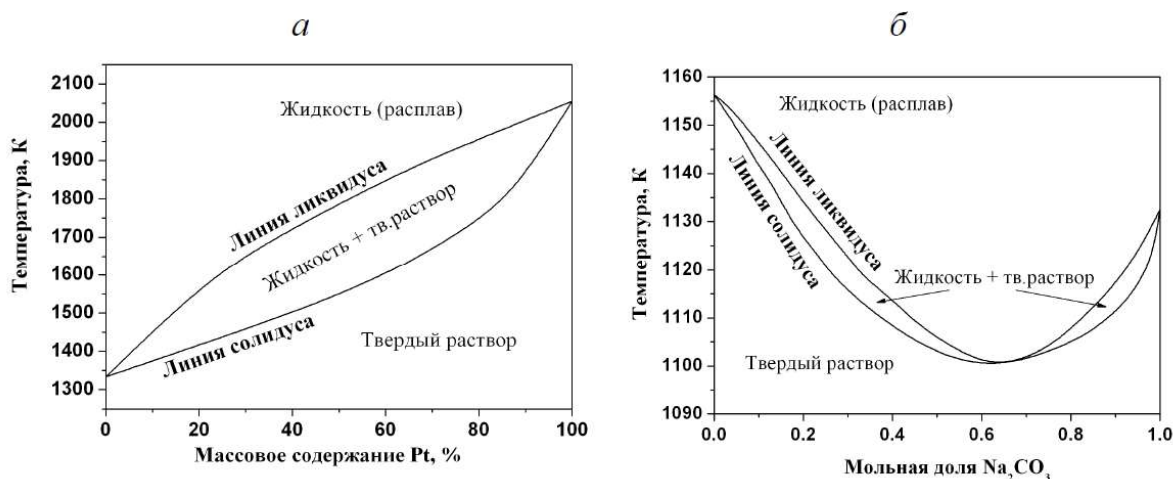 а
Температура, К
2100
2000
1900
1800
1700
1600
1500
1400
1300
Жидкость (расплав)
Линия ликвидуса
Жидкость + тв.раствор
Линия солидуса
Твердый раствор
0 20 40 60 80 100
Массовое содержание Pt, %
б
Температура, К
1160
1150
1140
1130
1120
1110
1100
1090
Жидкость (расплав)
Линия ликвидуса
Линия солидуса
Жидкость + тв.раствор
Твердый раствор
0.0 0.2 0.4 0.6 0.8 1.0
Мольная доля Na₂CO₃